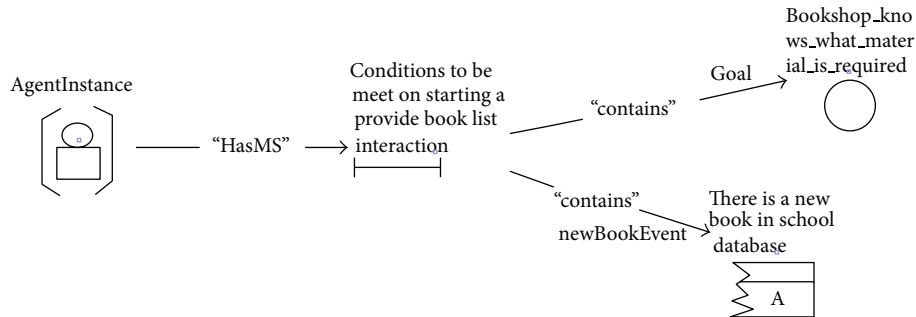 AgentInstance
“HasMS”
Conditions to be
meet on starting a
provide book list
interaction
“contains”
Goal
Bookshop_kno
ws_what_mater
ial_is_required
“contains”
newBookEvent
There is a new
book in school
database
A